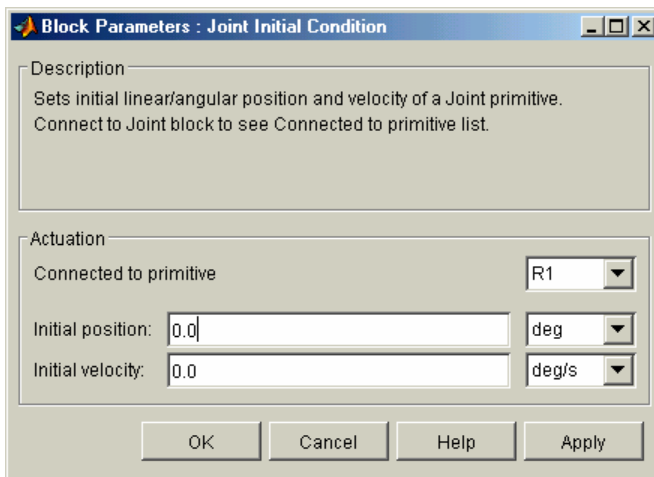 Block Parameters : Joint Initial Condition
Description
Sets initial linear/angular position and velocity of a Joint primitive.
Connect to Joint block to see Connected to primitive list.
Actuation
Connected to primitive R1
Initial position: 0.0 deg
Initial velocity: 0.0 deg/s
OK Cancel Help Apply